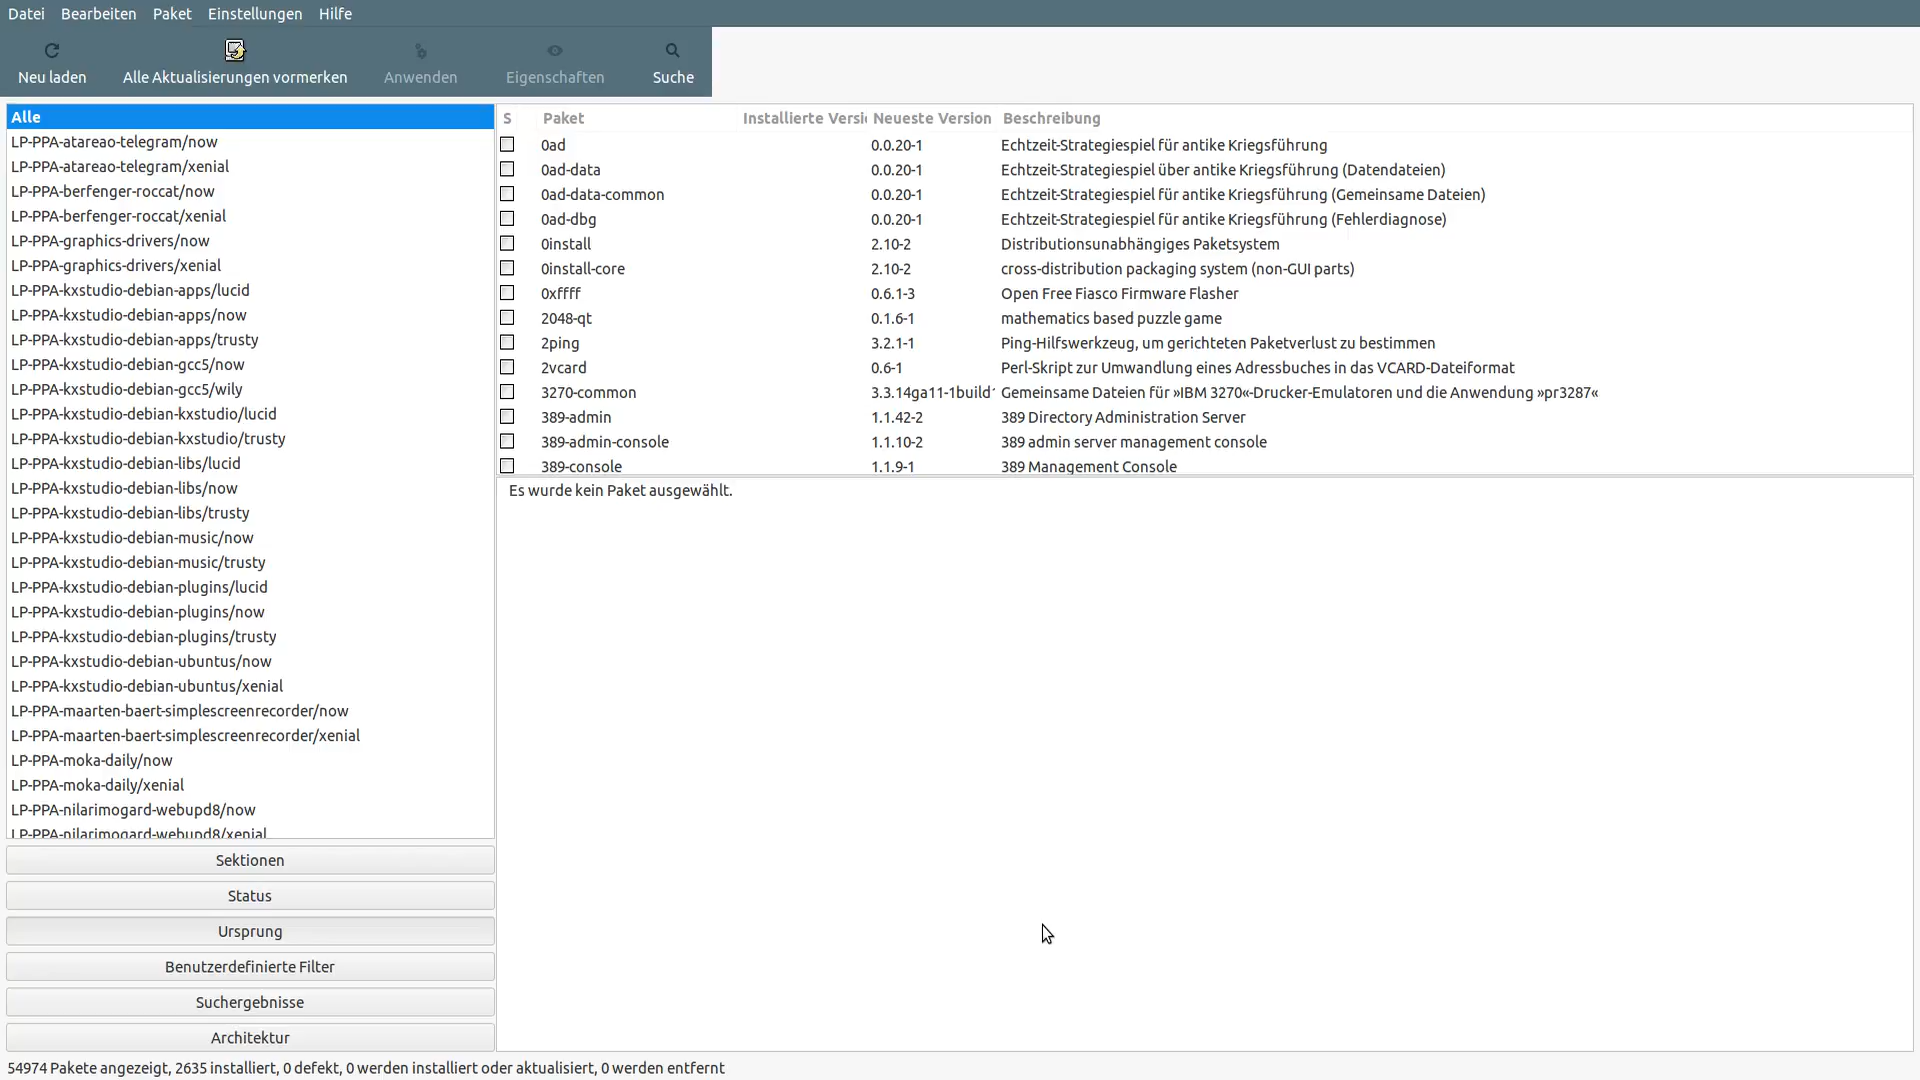 Datei Bearbeiten Paket Einstellungen Hilfe
Neu laden Alle Aktualisierungen vormerken Anwenden Eigenschaften Suche
Alle
LP-PPA-atareao-telegram/now
LP-PPA-atareao-telegram/xenial
LP-PPA-berfenger-roccat/now
LP-PPA-berfenger-roccat/xenial
LP-PPA-graphics-drivers/now
LP-PPA-graphics-drivers/xenial
LP-PPA-kxstudio-debian-apps/lucid
LP-PPA-kxstudio-debian-apps/now
LP-PPA-kxstudio-debian-apps/trusty
LP-PPA-kxstudio-debian-gcc5/now
LP-PPA-kxstudio-debian-gcc5/wily
LP-PPA-kxstudio-debian-kxstudio/lucid
LP-PPA-kxstudio-debian-kxstudio/trusty
LP-PPA-kxstudio-debian-libs/lucid
LP-PPA-kxstudio-debian-libs/now
LP-PPA-kxstudio-debian-libs/trusty
LP-PPA-kxstudio-debian-music/now
LP-PPA-kxstudio-debian-music/trusty
LP-PPA-kxstudio-debian-plugins/lucid
LP-PPA-kxstudio-debian-plugins/now
LP-PPA-kxstudio-debian-plugins/trusty
LP-PPA-kxstudio-debian-ubuntus/now
LP-PPA-kxstudio-debian-ubuntus/xenial
LP-PPA-maarten-baert-simplescreenrecorder/now
LP-PPA-maarten-baert-simplescreenrecorder/xenial
LP-PPA-moka-daily/now
LP-PPA-moka-daily/xenial
LP-PPA-nilarimogard-webupd8/now
LP-PPA-nilarimogard-webupd8/xenial
Sektionen
Status
Ursprung
Benutzerdefinierte Filter
Suchergebnisse
Architektur
S Paket Installierte Versi Neueste Version Beschreibung
0ad 0.0.20-1 Echtzeit-Strategiespiel für antike Kriegsführung
0ad-data 0.0.20-1 Echtzeit-Strategiespiel über antike Kriegsführung (Datendateien)
0ad-data-common 0.0.20-1 Echtzeit-Strategiespiel für antike Kriegsführung (Gemeinsame Dateien)
0ad-dbg 0.0.20-1 Echtzeit-Strategiespiel für antike Kriegsführung (Fehlerdiagnose)
0install 2.10-2 Distributionsunabhängiges Paketsystem
0install-core 2.10-2 cross-distribution packaging system (non-GUI parts)
0xffff 0.6.1-3 Open Free Fiasco Firmware Flasher
2048-qt 0.1.6-1 mathematics based puzzle game
2ping 3.2.1-1 Ping-Hilfswerkzeug, um gerichteten Paketverlust zu bestimmen
2vcard 0.6-1 Perl-Skript zur Umwandlung eines Adressbuches in das VCARD-Dateiformat
3270-common 3.3.14ga11-1build Gemeinsame Dateien für »IBM 3270«-Drucker-Emulatoren und die Anwendung »pr3287«
389-admin 1.1.42-2 389 Directory Administration Server
389-admin-console 1.1.10-2 389 admin server management console
389-console 1.1.9-1 389 Management Console
Es wurde kein Paket ausgewählt.
54974 Pakete angezeigt, 2635 installiert, 0 defekt, 0 werden installiert oder aktualisiert, 0 werden entfernt